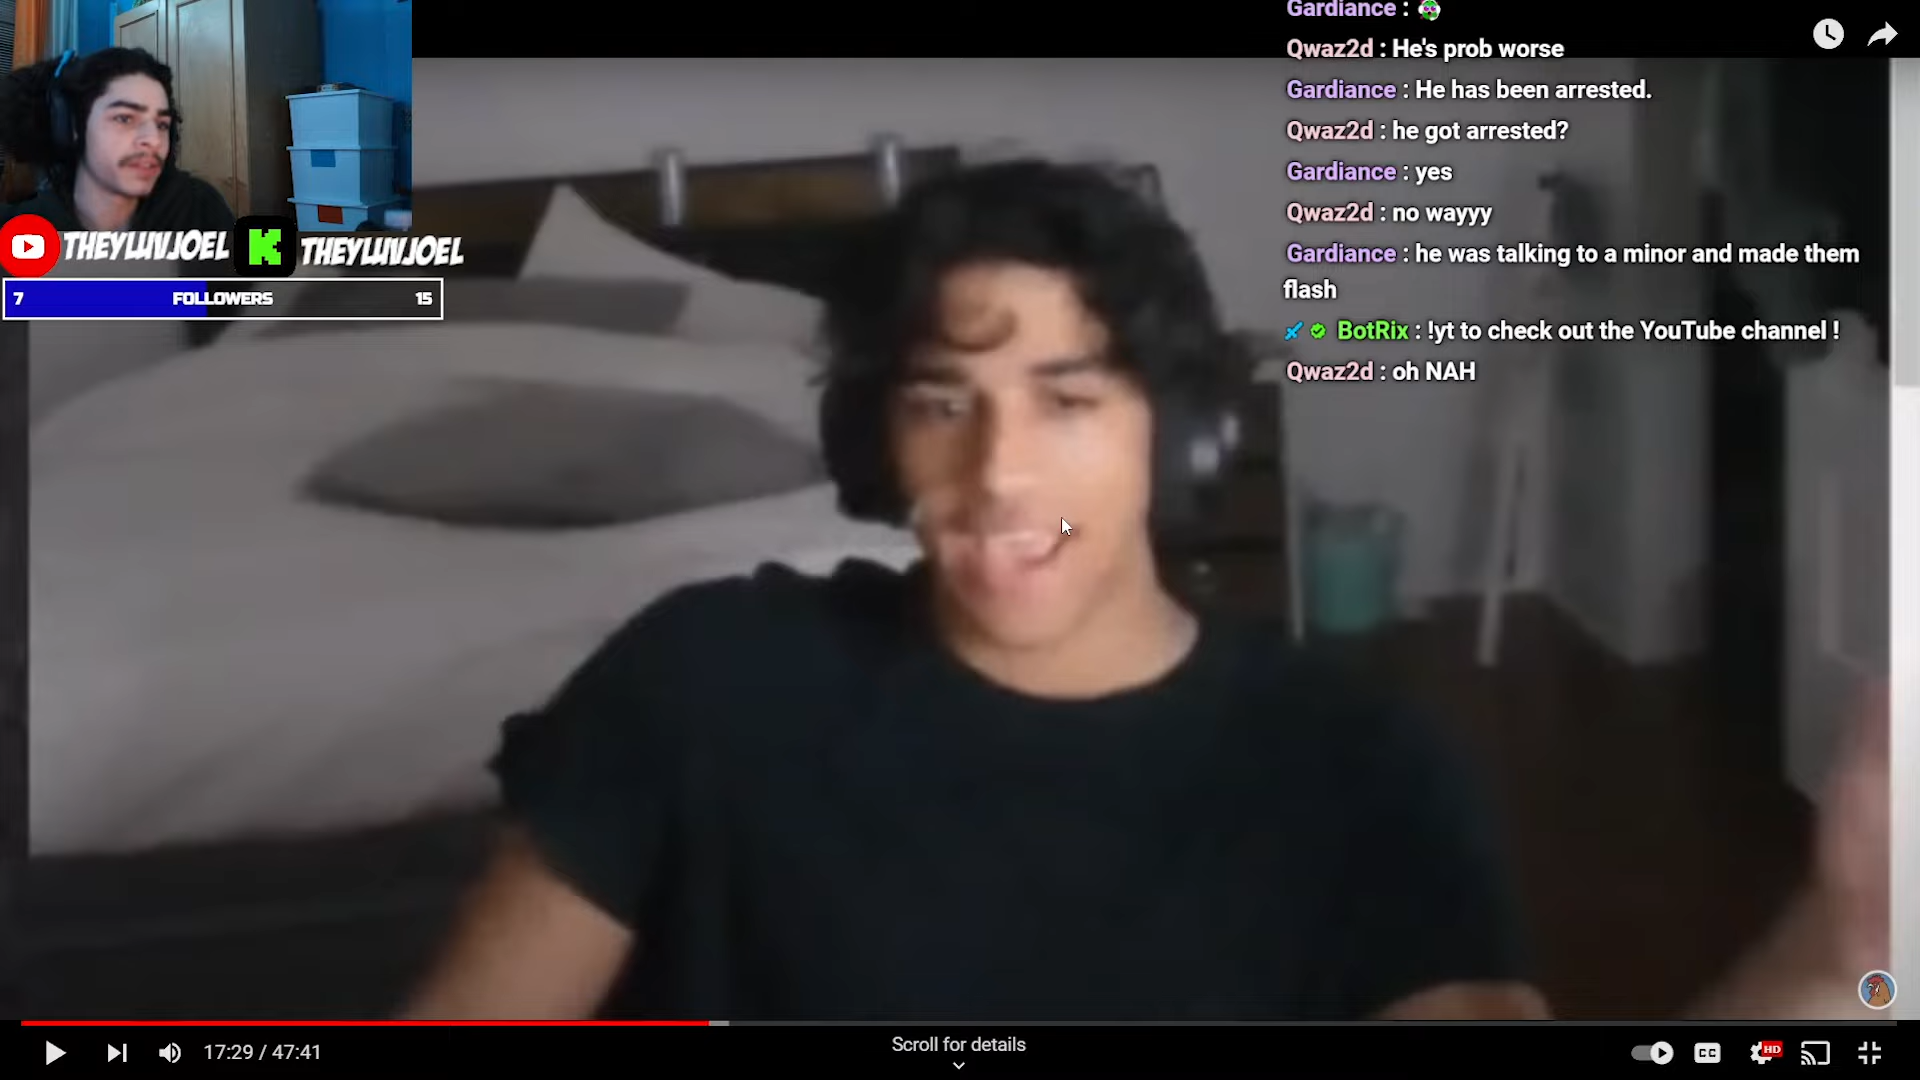 Gardiance :
Qwaz2d : He's prob worse
Gardiance : He has been arrested.
Qwaz2d : he got arrested?
Gardiance : yes
Qwaz2d : no wayyy
Gardiance : he was talking to a minor and made them
flash
BotRix : !yt to check out the YouTube channel !
Qwaz2d : oh NAH
THEYLUVJOEL K THEYLUVJOEL
7 FOLLOWERS 15
17:29 / 47:41
Scroll for details
CC HD